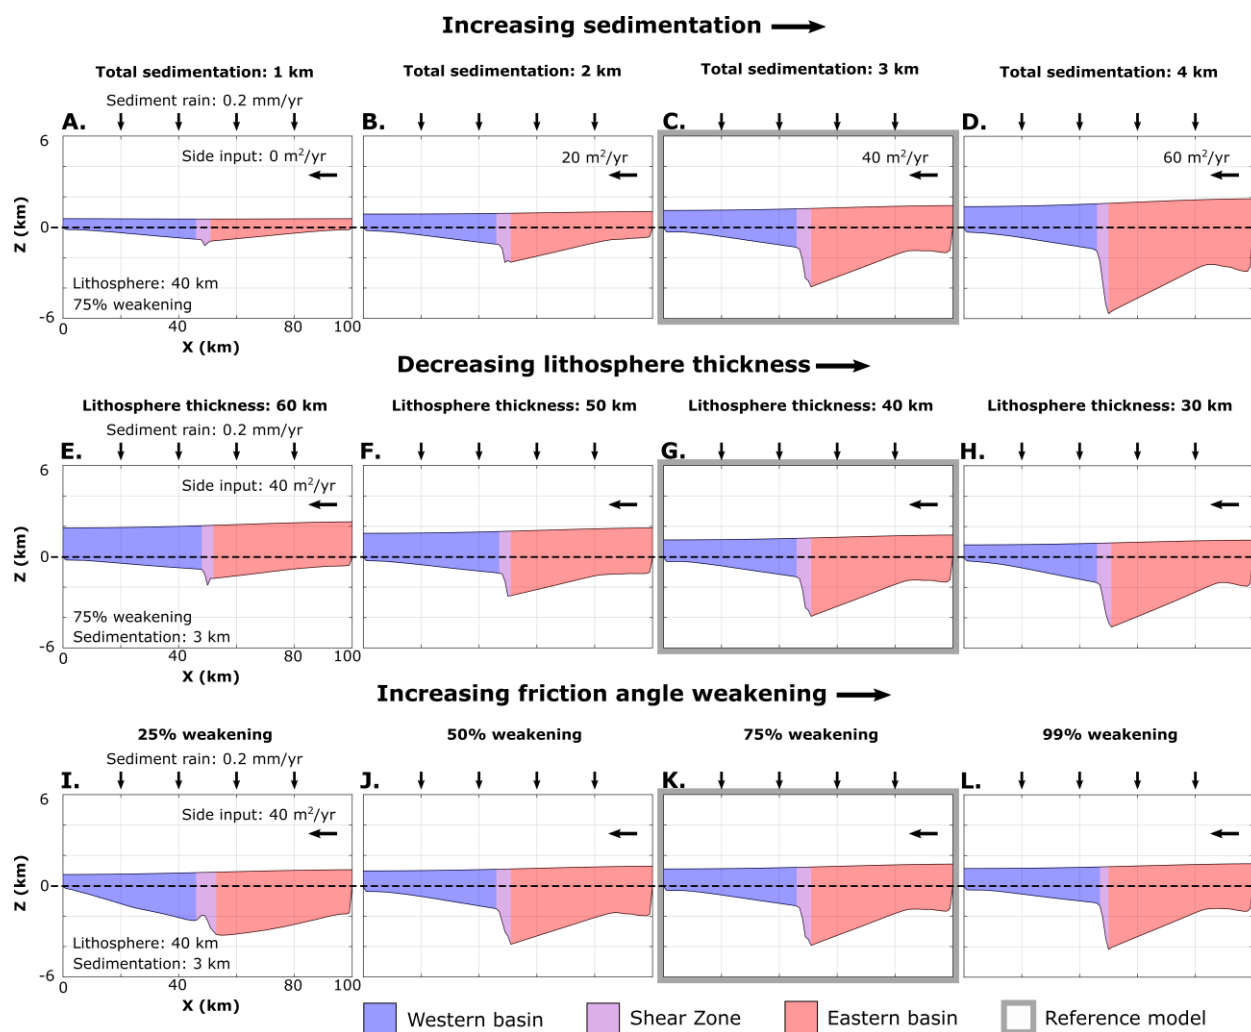 Increasing sedimentation
Total sedimentation: 1 km
Total sedimentation: 2 km
Total sedimentation: 3 km
Total sedimentation: 4 km
Sediment rain: 0.2 mm/yr
A.
B.
C.
D.
6
Side input: 0 m²/yr
20 m²/yr
40 m²/yr
60 m²/yr
Z (km)
0
Lithosphere: 40 km
75% weakening
-6
0
40
80
100
X (km)
Decreasing lithosphere thickness
Lithosphere thickness: 60 km
Lithosphere thickness: 50 km
Lithosphere thickness: 40 km
Lithosphere thickness: 30 km
Sediment rain: 0.2 mm/yr
E.
F.
G.
H.
6
Side input: 40 m²/yr
Z (km)
0
75% weakening
Sedimentation: 3 km
-6
0
40
80
100
X (km)
Increasing friction angle weakening
25% weakening
50% weakening
75% weakening
99% weakening
Sediment rain: 0.2 mm/yr
I.
J.
K.
L.
6
Side input: 40 m²/yr
Z (km)
0
Lithosphere: 40 km
Sedimentation: 3 km
-6
0
40
80
100
X (km)
Western basin
Shear Zone
Eastern basin
Reference model